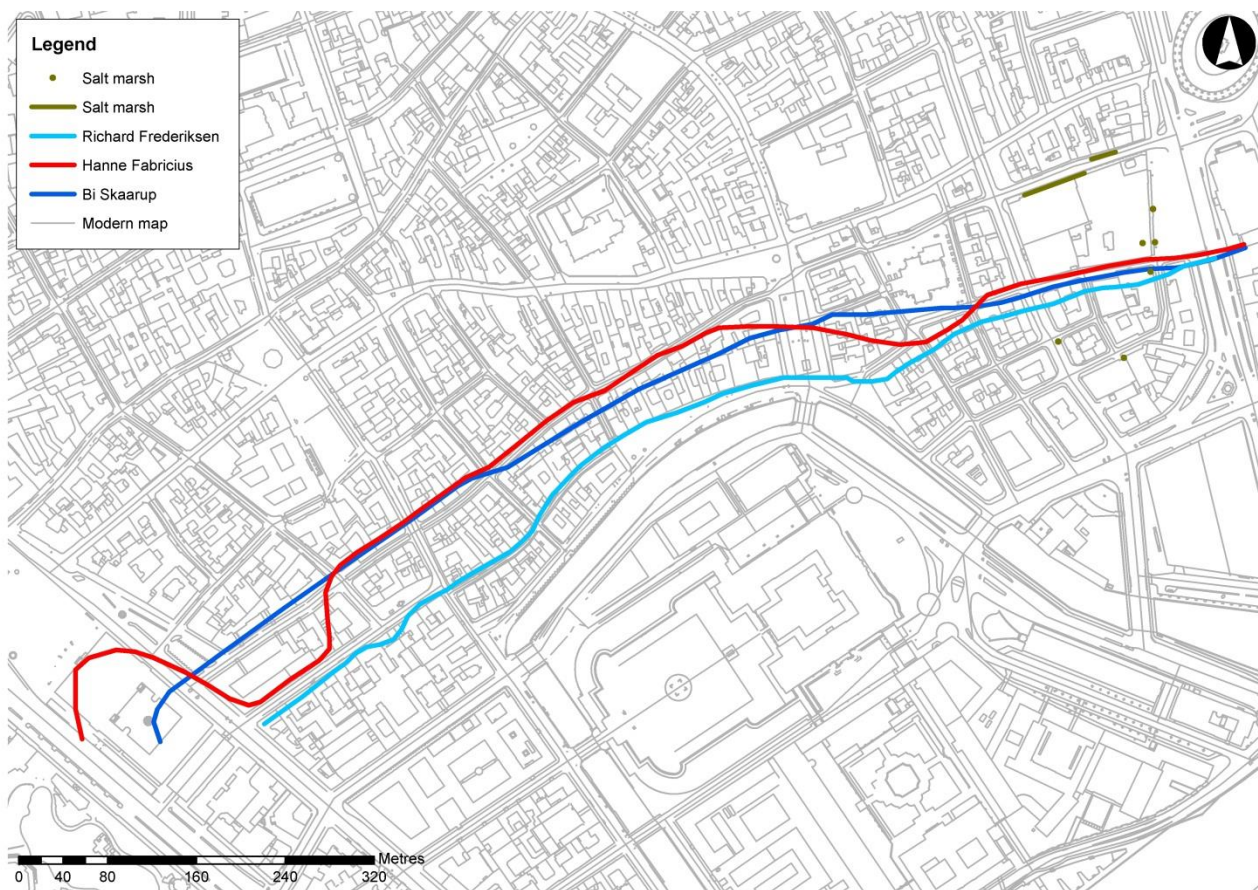 Legend
Salt marsh
Salt marsh
Richard Frederiksen
Hanne Fabricius
Bi Skaarup
Modern map
Metres
0 40 80 160 240 320